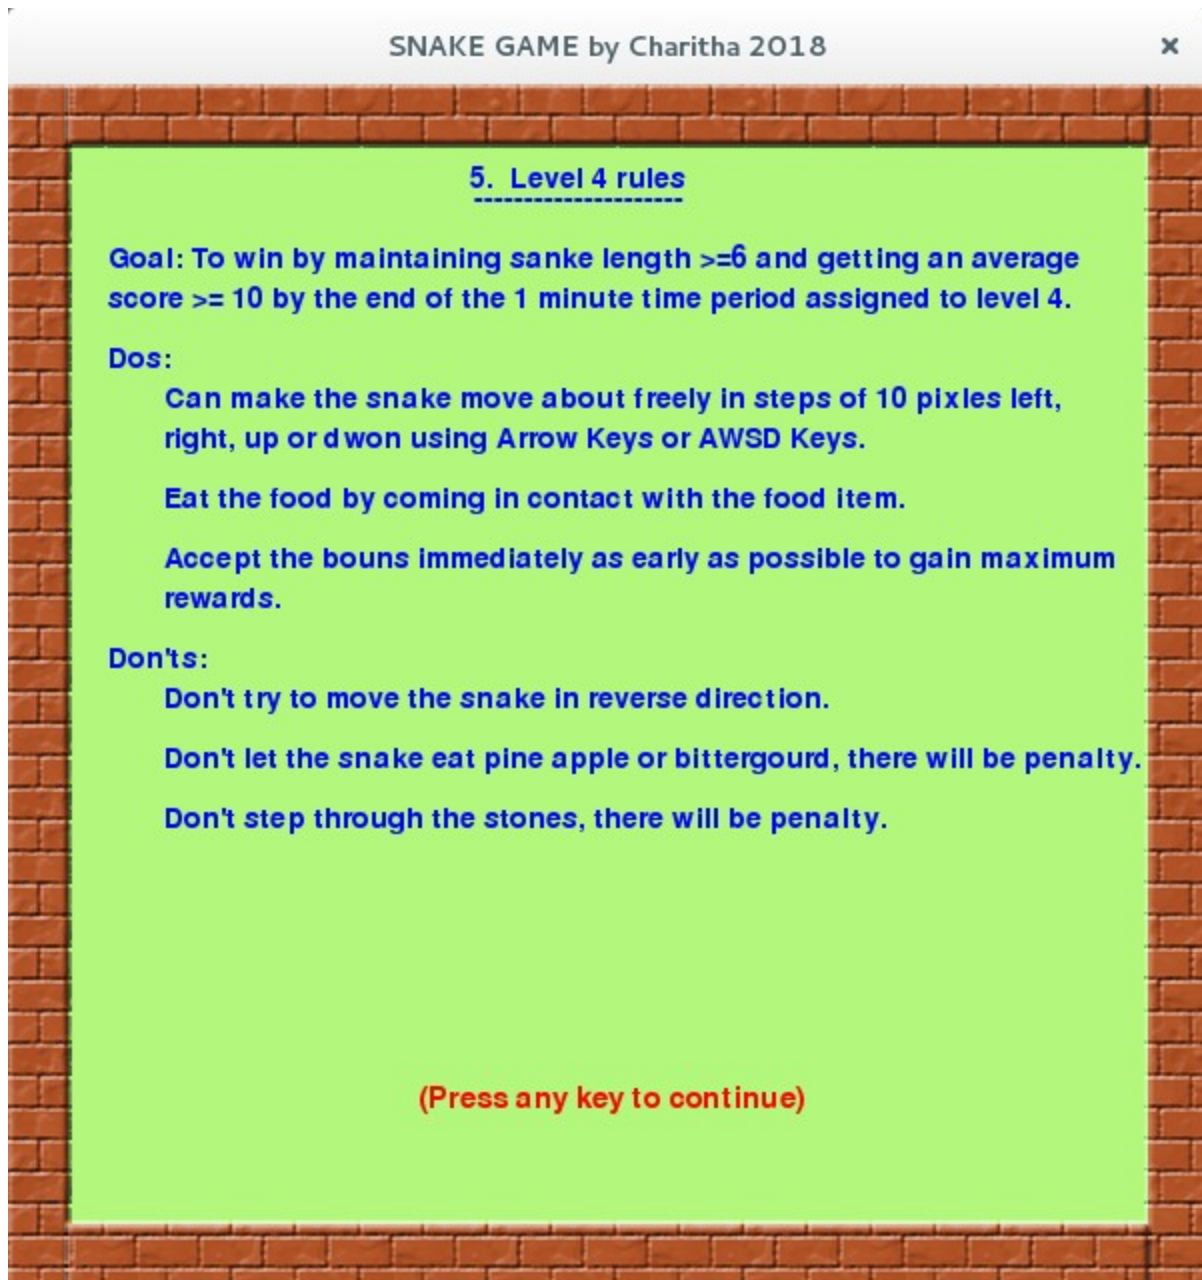 SNAKE GAME by Charitha 2018
5. Level 4 rules
---------------------
Goal: To win by maintaining sanke length >=6 and getting an average
score >= 10 by the end of the 1 minute time period assigned to level 4.
Dos:
Can make the snake move about freely in steps of 10 pixles left,
right, up or dwon using Arrow Keys or AWSD Keys.
Eat the food by coming in contact with the food item.
Accept the bouns immediately as early as possible to gain maximum
rewards.
Don'ts:
Don't try to move the snake in reverse direction.
Don't let the snake eat pine apple or bittergourd, there will be penalty.
Don't step through the stones, there will be penalty.
(Press any key to continue)